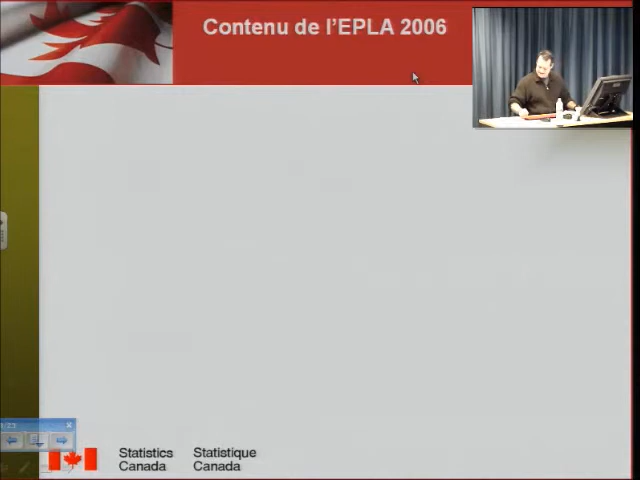 Contenu de l'EPLA 2006
Statistics
Canada
Statistique
Canada